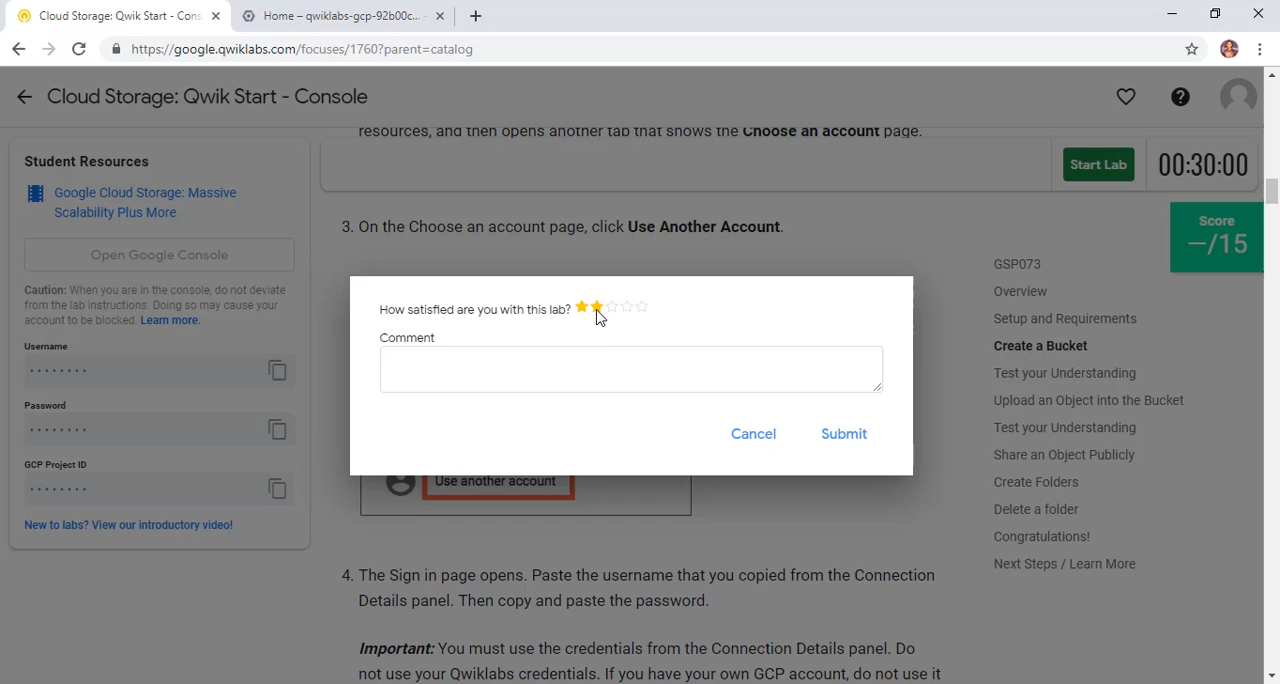 Cloud Storage: Qwik Start - Cons
Home – qwiklabs-gcp-92b00c...
https://google.qwiklabs.com/focuses/1760?parent=catalog
Cloud Storage: Qwik Start - Console
resources, and then opens another tab that shows the Choose an account page.
Student Resources
Google Cloud Storage: Massive
Scalability Plus More
Open Google Console
Caution: When you are in the console, do not deviate
from the lab instructions. Doing so may cause your
account to be blocked. Learn more.
Username
Password
GCP Project ID
New to labs? View our introductory video!
Start Lab
00:30:00
Score
—/15
3. On the Choose an account page, click Use Another Account.
How satisfied are you with this lab?
Comment
Cancel
Submit
Use another account
4. The Sign in page opens. Paste the username that you copied from the Connection
Details panel. Then copy and paste the password.
Important: You must use the credentials from the Connection Details panel. Do
not use your Qwiklabs credentials. If you have your own GCP account, do not use it
GSP073
Overview
Setup and Requirements
Create a Bucket
Test your Understanding
Upload an Object into the Bucket
Test your Understanding
Share an Object Publicly
Create Folders
Delete a folder
Congratulations!
Next Steps / Learn More